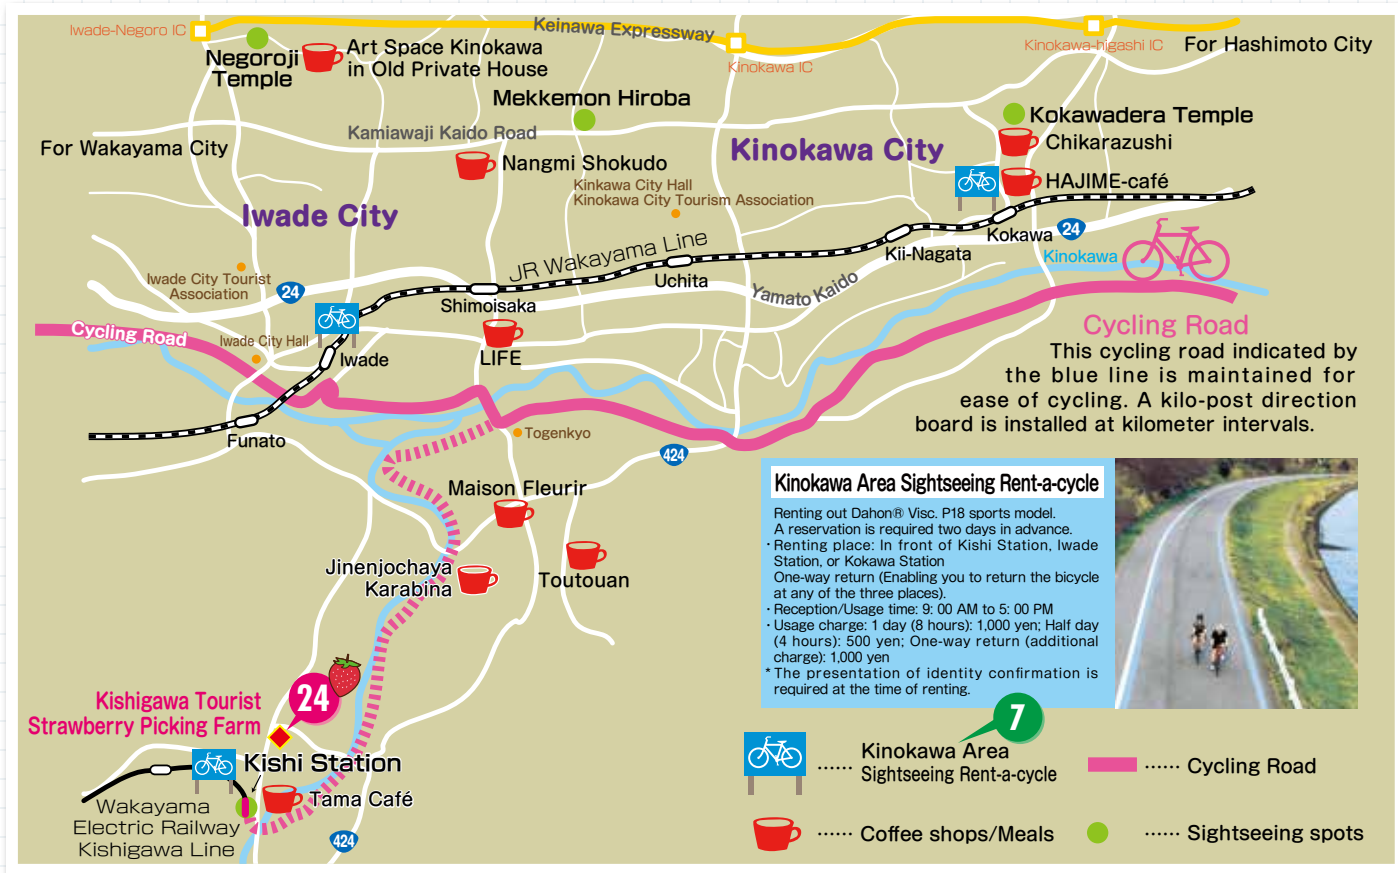 Iwade-Negoro IC
Keinawa Expressway
Kinokawa IC
Kinokawa-higashi IC
For Hashimoto City
Negoroji
Temple
Art Space Kinokawa
in Old Private House
Mekkemon Hiroba
Kokawadera Temple
Chikarazushi
HAJIME-café
For Wakayama City
Kamiawaji Kaido Road
Nangmi Shokudo
Kinokawa City
Kinkawa City Hall
Kinokawa City Tourism Association
Iwade City
JR Wakayama Line
Kokawa
24
Kii-Nagata
Kinokawa
Uchita
Yamato Kaido
Iwade City Tourist
Association
24
Shimoisaka
Cycling Road
Iwade City Hall
Iwade
LIFE
Funato
Togenkyo
424
Cycling Road
This cycling road indicated by
the blue line is maintained for
ease of cycling. A kilo-post direction
board is installed at kilometer intervals.
Maison Fleurir
Jinenjochaya
Karabina
Toutouan
Kinokawa Area Sightseeing Rent-a-cycle
Renting out Dahon® Visc. P18 sports model.
A reservation is required two days in advance.
・Renting place: In front of Kishi Station, Iwade
Station, or Kokawa Station
One-way return (Enabling you to return the bicycle
at any of the three places).
・Reception/Usage time: 9: 00 AM to 5: 00 PM
・Usage charge: 1 day (8 hours): 1,000 yen; Half day
(4 hours): 500 yen; One-way return (additional
charge): 1,000 yen
* The presentation of identity confirmation is
required at the time of renting.
Kishigawa Tourist
Strawberry Picking Farm
24
Kishi Station
Tama Café
Wakayama
Electric Railway
Kishigawa Line
424
7
...... Kinokawa Area
Sightseeing Rent-a-cycle
...... Cycling Road
...... Coffee shops/Meals
...... Sightseeing spots